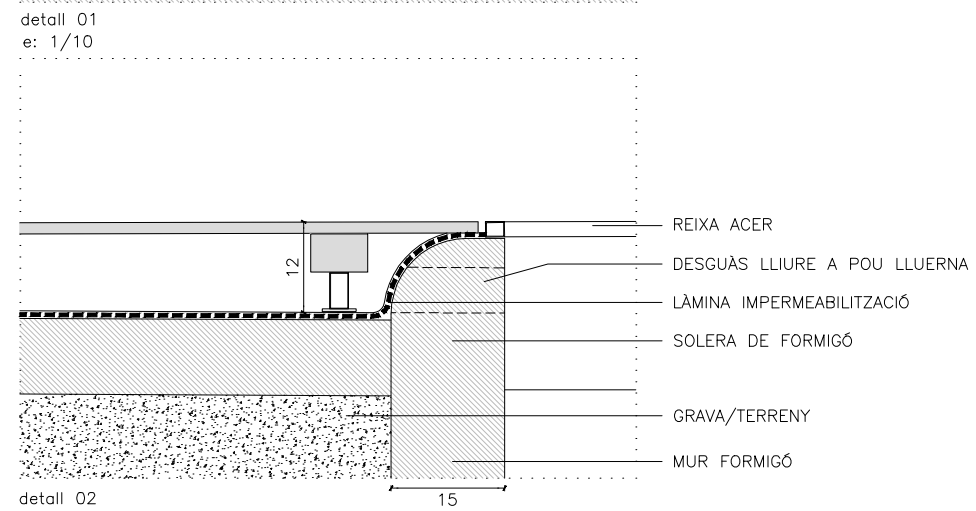 detall 01
e: 1/10
12
REIXA ACER
DESGUÀS LLIURE A POU LLUERNA
LÀMINA IMPERMEABILITZACIÓ
SOLERA DE FORMIGÓ
GRAVA/TERRENY
MUR FORMIGÓ
detall 02
15